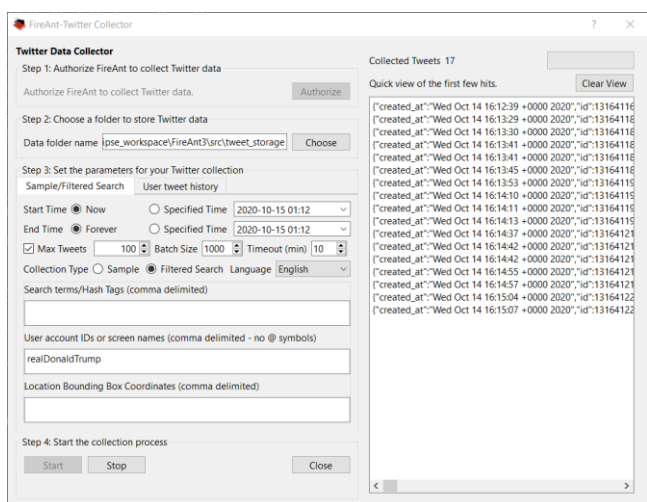 FireAnt-Twitter Collector
Twitter Data Collector
Step 1: Authorize FireAnt to collect Twitter data
Authorize FireAnt to collect Twitter data.
Authorize
Step 2: Choose a folder to store Twitter data
Data folder name
ipse_workspace\FireAnt3\src\tweet_storage
Choose
Step 3: Set the parameters for your Twitter collection
Sample/Filtered Search
User tweet history
Start Time Now Specified Time 2020-10-15 01:12
End Time Forever Specified Time 2020-10-15 01:12
Max Tweets 100 Batch Size 1000 Timeout (min) 10
Collection Type Sample Filtered Search Language English
Search terms/Hash Tags (comma delimited)
User account IDs or screen names (comma delimited - no @ symbols)
realDonaldTrump
Location Bounding Box Coordinates (comma delimited)
Step 4: Start the collection process
Start
Stop
Close
Collected Tweets 17
Quick view of the first few hits.
Clear View
{"created_at":"Wed Oct 14 16:12:39 +0000 2020","id":13164116
{"created_at":"Wed Oct 14 16:13:29 +0000 2020","id":13164118
{"created_at":"Wed Oct 14 16:13:30 +0000 2020","id":13164118
{"created_at":"Wed Oct 14 16:13:41 +0000 2020","id":13164118
{"created_at":"Wed Oct 14 16:13:41 +0000 2020","id":13164118
{"created_at":"Wed Oct 14 16:13:45 +0000 2020","id":13164118
{"created_at":"Wed Oct 14 16:13:53 +0000 2020","id":13164119
{"created_at":"Wed Oct 14 16:14:10 +0000 2020","id":13164119
{"created_at":"Wed Oct 14 16:14:11 +0000 2020","id":13164119
{"created_at":"Wed Oct 14 16:14:13 +0000 2020","id":13164119
{"created_at":"Wed Oct 14 16:14:37 +0000 2020","id":13164121
{"created_at":"Wed Oct 14 16:14:42 +0000 2020","id":13164121
{"created_at":"Wed Oct 14 16:14:42 +0000 2020","id":13164121
{"created_at":"Wed Oct 14 16:14:55 +0000 2020","id":13164121
{"created_at":"Wed Oct 14 16:14:57 +0000 2020","id":13164121
{"created_at":"Wed Oct 14 16:15:04 +0000 2020","id":13164122
{"created_at":"Wed Oct 14 16:15:07 +0000 2020","id":13164122